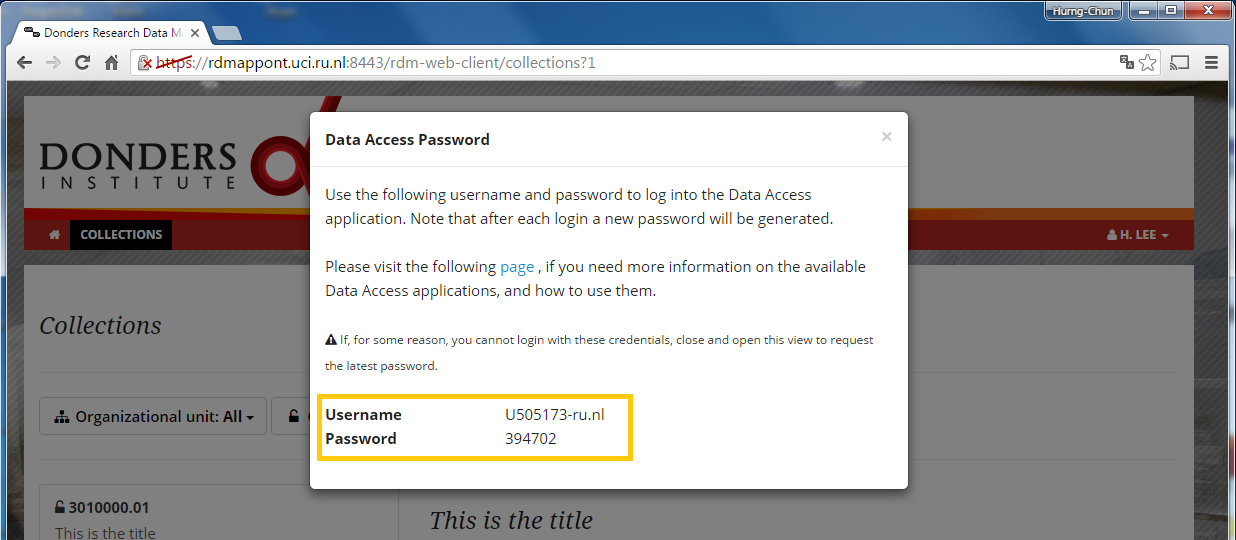 Hurng-Chun
Donders Research Data M
https://rdmappont.uci.ru.nl:8443/rdm-web-client/collections?1
DONDERS
INSTITUTE
COLLECTIONS
H. LEE
Data Access Password
Use the following username and password to log into the Data Access
application. Note that after each login a new password will be generated.
Please visit the following page , if you need more information on the available
Data Access applications, and how to use them.
If, for some reason, you cannot login with these credentials, close and open this view to request
the latest password.
Username U505173-ru.nl
Password 394702
Collections
Organizational unit: All
3010000.01
This is the title
This is the title